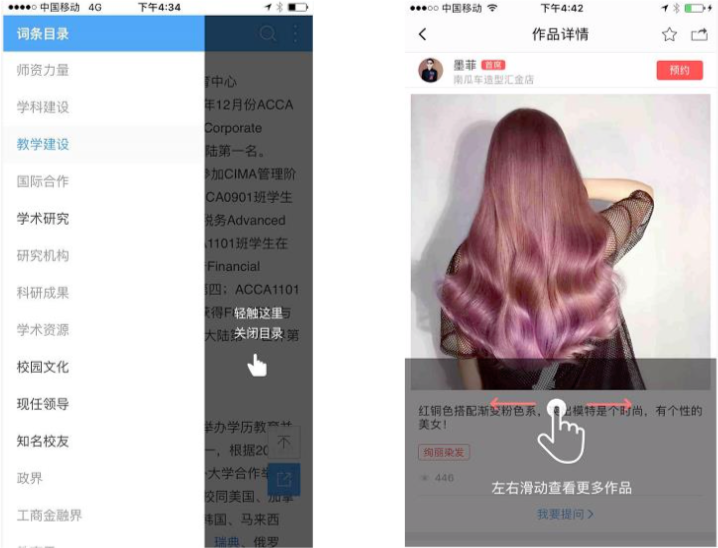 中国移动 4G 下午4:34
词条目录
师资力量
学科建设
教学建设
国际合作
学术研究
研究机构
科研成果
学术资源
校园文化
现任领导
知名校友
政界
工商金融界
育中心
年12月份ACCA
Corporate
陆第一名。
参加CIMA管理阶
CA0901班学生
税务Advanced
1101班学生在
Financial
四；ACCA1101
轻触这里
关闭目录
举办学历教育并
一，根据20
大学合作
校同美国、加拿
韩国、马来西
瑞典、俄罗
中国移动 下午4:42
作品详情
墨菲 首席
南瓜车造型汇金店
预约
红铜色搭配渐变粉色系，模特是个时尚，有个性的
美女！
绚丽染发
446
左右滑动查看更多作品
我要提问